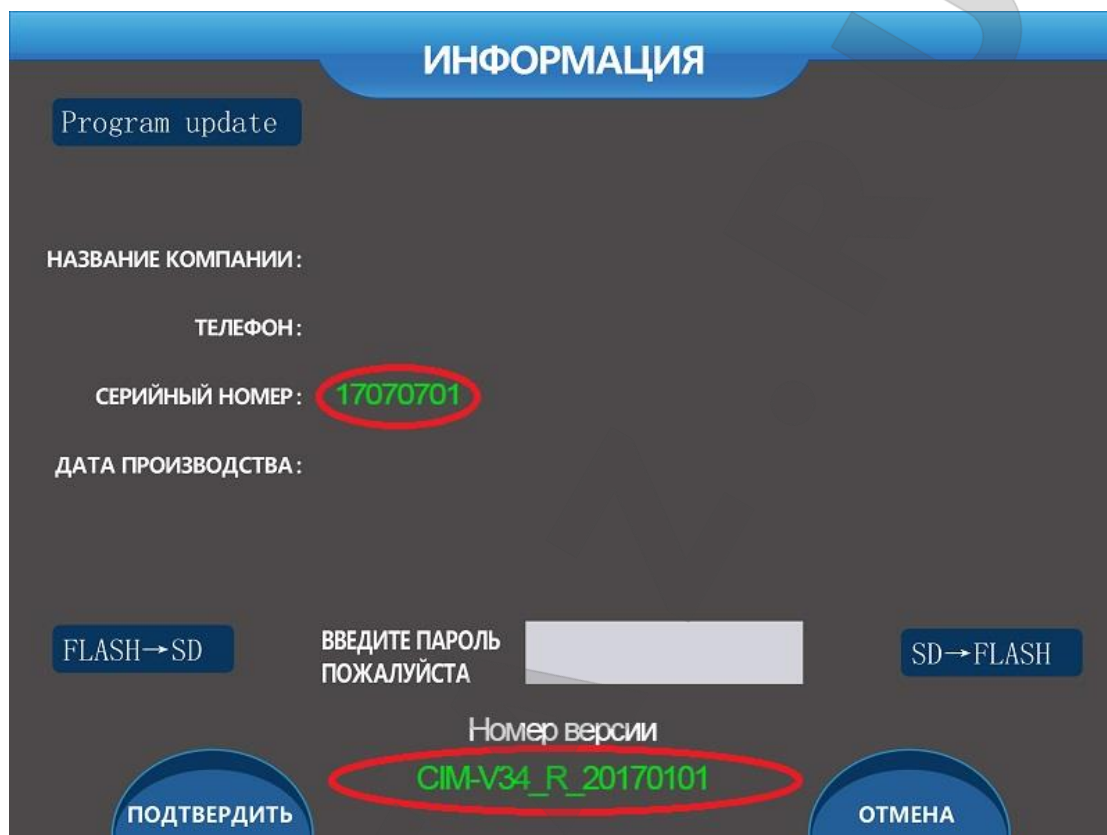 ИНФОРМАЦИЯ
Program update
НАЗВАНИЕ КОМПАНИИ:
ТЕЛЕФОН:
СЕРИЙНЫЙ НОМЕР: 17070701
ДАТА ПРОИЗВОДСТВА:
FLASH→SD
ВВЕДИТЕ ПАРОЛЬ
ПОЖАЛУЙСТА
SD→FLASH
Номер версии
CIM-V34_R_20170101
ПОДТВЕРДИТЬ
ОТМЕНА